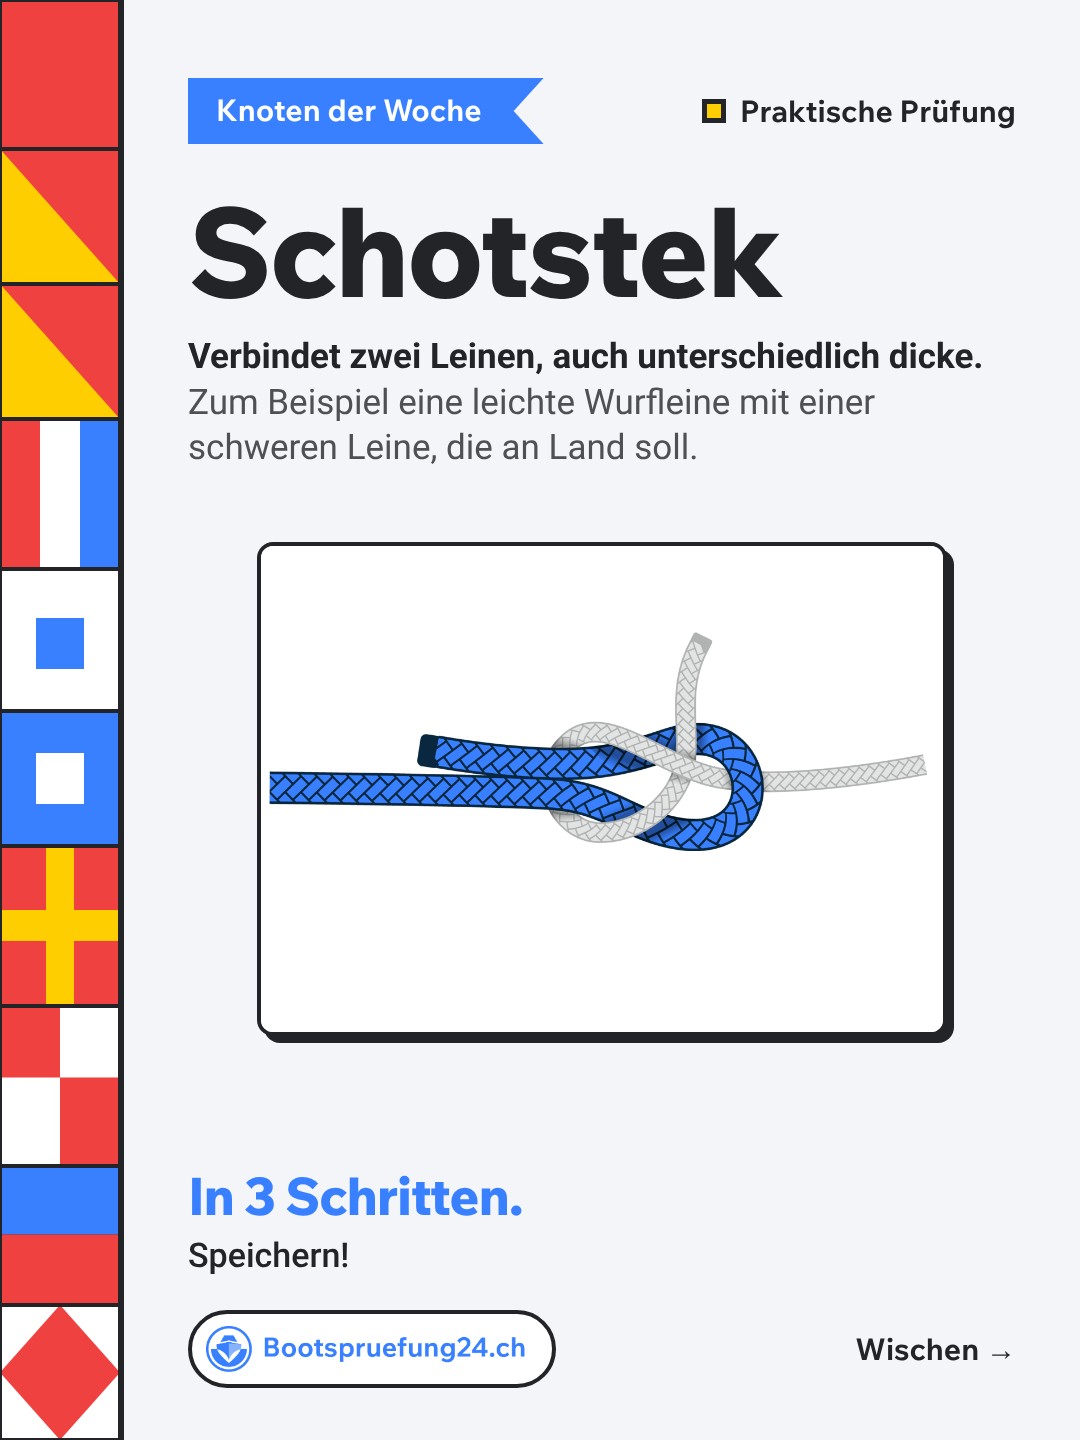 Knoten der Woche
Praktische Prüfung
Schotstek
Verbindet zwei Leinen, auch unterschiedlich dicke.
Zum Beispiel eine leichte Wurfleine mit einer
schweren Leine, die an Land soll.
In 3 Schritten.
Speichern!
Bootspruefung24.ch
Wischen →